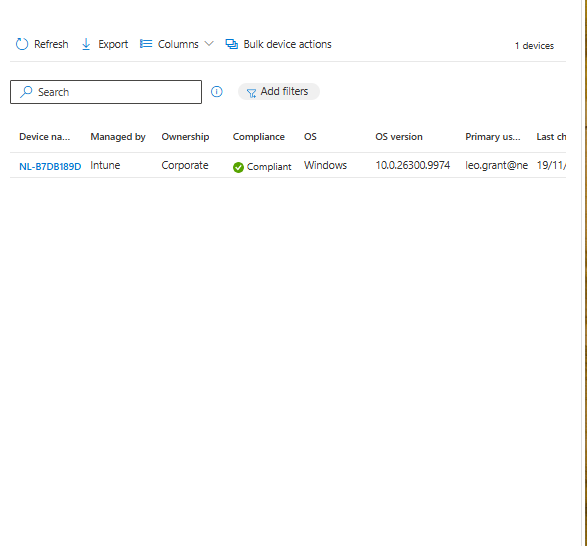 Refresh Export Columns Bulk device actions 1 devices
Search Add filters
Device na... Managed by Ownership Compliance OS OS version Primary us... Last ch
NL-B7DB189D Intune Corporate Compliant Windows 10.0.26300.9974 leo.grant@ne 19/11/